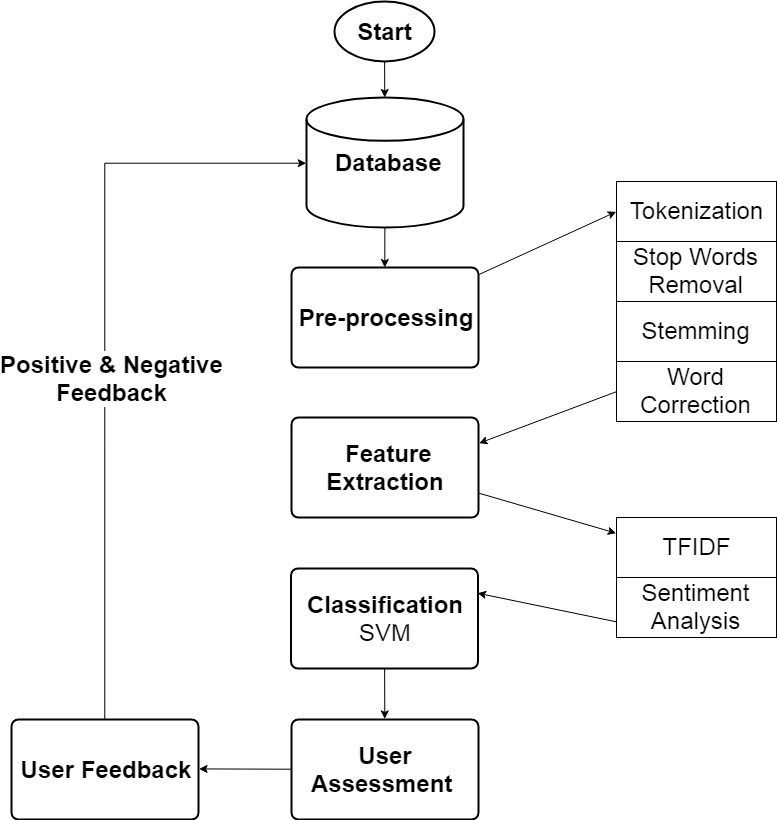 Start
Database
Tokenization
Stop Words
Removal
Pre-processing
Stemming
Word
Correction
Positive & Negative
Feedback
Feature
Extraction
TFIDF
Sentiment
Analysis
Classification
SVM
User Feedback
User
Assessment